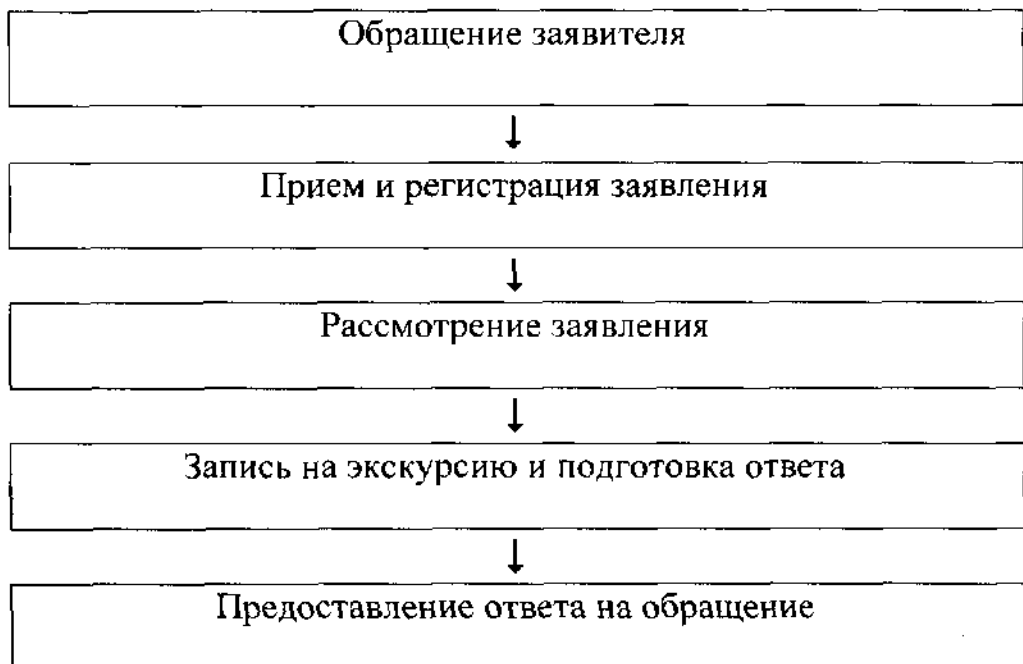 Обращение заявителя
Прием и регистрация заявления
Рассмотрение заявления
Запись на экскурсию и подготовка ответа
Предоставление ответа на обращение